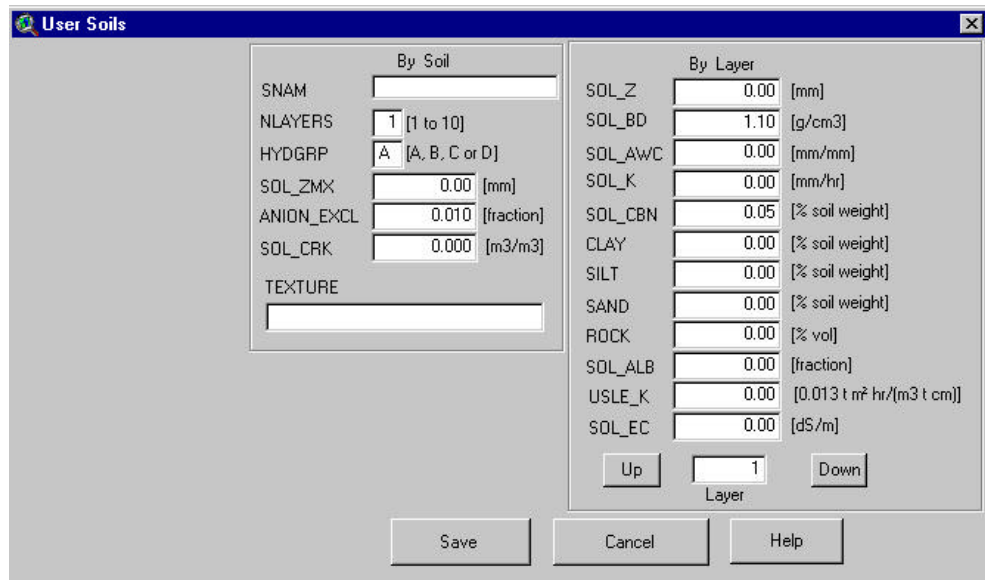 User Soils
By Soil
SNAM
NLAYERS 1 [1 to 10]
HYDGRP A [A, B, C or D]
SOL_ZMX 0.00 [mm]
ANION_EXCL 0.010 [fraction]
SOL_CRK 0.000 [m3/m3]
TEXTURE
By Layer
SOL_Z 0.00 [mm]
SOL_BD 1.10 [g/cm3]
SOL_AWC 0.00 [mm/mm]
SOL_K 0.00 [mm/hr]
SOL_CBN 0.05 [% soil weight]
CLAY 0.00 [% soil weight]
SILT 0.00 [% soil weight]
SAND 0.00 [% soil weight]
ROCK 0.00 [% vol]
SOL_ALB 0.00 [fraction]
USLE_K 0.00 [0.013 t m² hr/(m3 t cm)]
SOL_EC 0.00 [dS/m]
Up 1 Down
Layer
Save Cancel Help